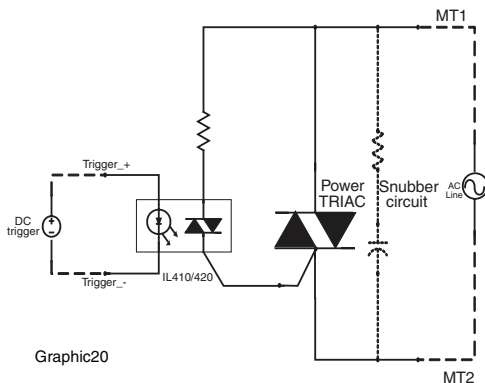 MT1
Trigger_+
Power
TRIAC
Snubber
circuit
AC
Line
DC
trigger
+
-
Trigger_-
IL410/420
Graphic20
MT2